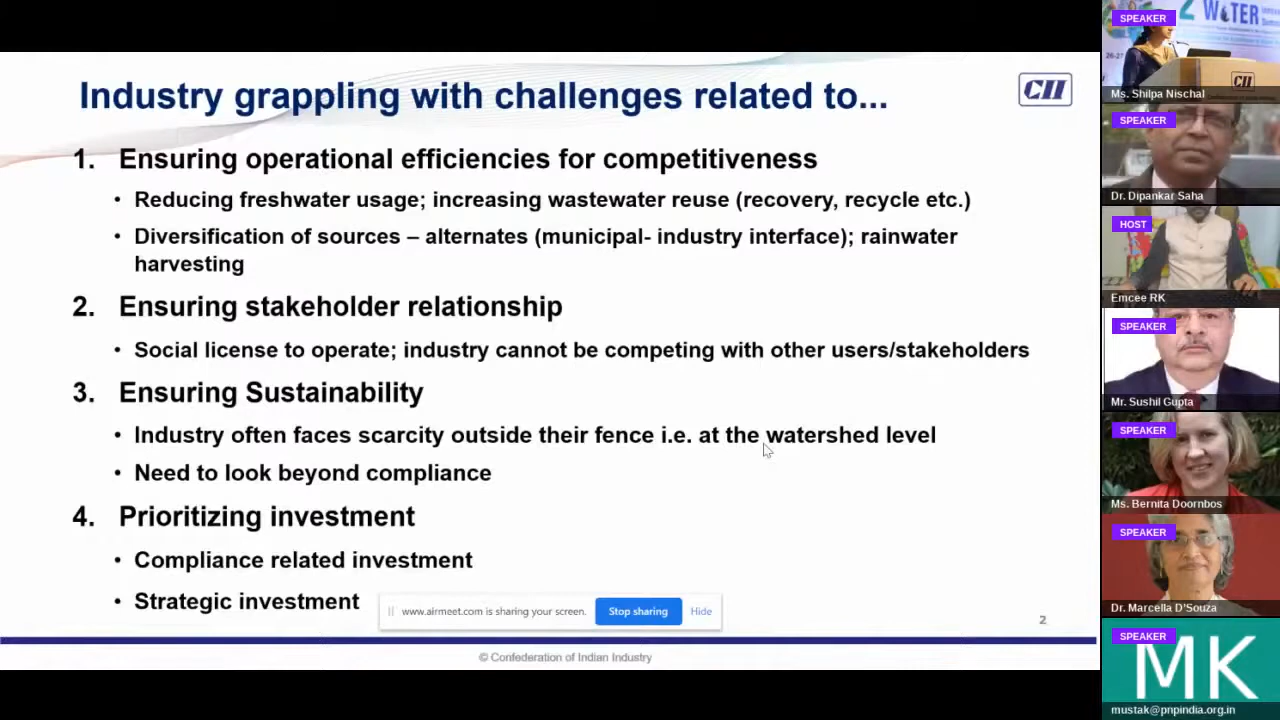 Industry grappling with challenges related to...
CII
1. Ensuring operational efficiencies for competitiveness
• Reducing freshwater usage; increasing wastewater reuse (recovery, recycle etc.)
• Diversification of sources – alternates (municipal- industry interface); rainwater
harvesting
2. Ensuring stakeholder relationship
• Social license to operate; industry cannot be competing with other users/stakeholders
3. Ensuring Sustainability
• Industry often faces scarcity outside their fence i.e. at the watershed level
• Need to look beyond compliance
4. Prioritizing investment
• Compliance related investment
• Strategic investment
www.airmeet.com is sharing your screen.
Stop sharing
Hide
2
© Confederation of Indian Industry
SPEAKER
WATER
26-27
CII
Ms. Shilpa Nischal
SPEAKER
Dr. Dipankar Saha
HOST
Emcee RK
SPEAKER
Mr. Sushil Gupta
SPEAKER
Ms. Bernita Doornbos
SPEAKER
Dr. Marcella D'Souza
SPEAKER
MK
mustak@pnpindia.org.in